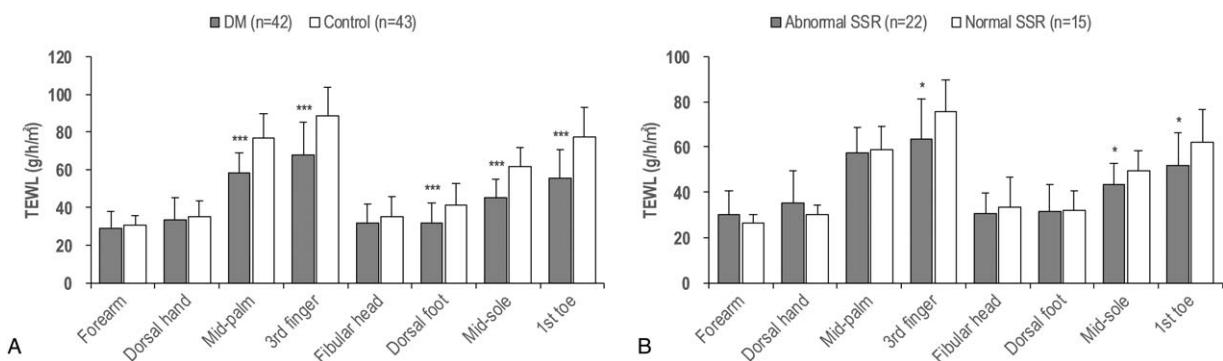 DM (n=42) Control (n=43)
TEWL (g/h/m²)
120
100
80
60
40
20
0
***
***
***
***
***
Forearm
Dorsal hand
Mid-palm
3rd finger
Fibular head
Dorsal foot
Mid-sole
1st toe
A
Abnormal SSR (n=22) Normal SSR (n=15)
TEWL (g/h/m²)
100
80
60
40
20
0
*
*
*
Forearm
Dorsal hand
Mid-palm
3rd finger
Fibular head
Dorsal foot
Mid-sole
1st toe
B